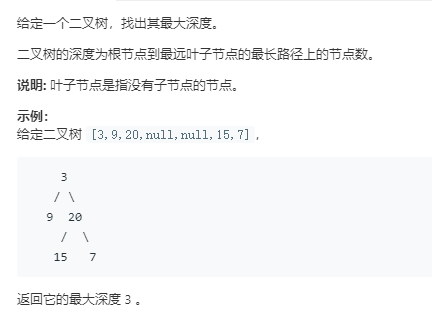 给定一个二叉树，找出其最大深度。
二叉树的深度为根节点到最远叶子节点的最长路径上的节点数。
说明: 叶子节点是指没有子节点的节点。
示例：
给定二叉树 [3,9,20,null,null,15,7]，
3
/ \
9  20
/  \
15   7
返回它的最大深度 3 。